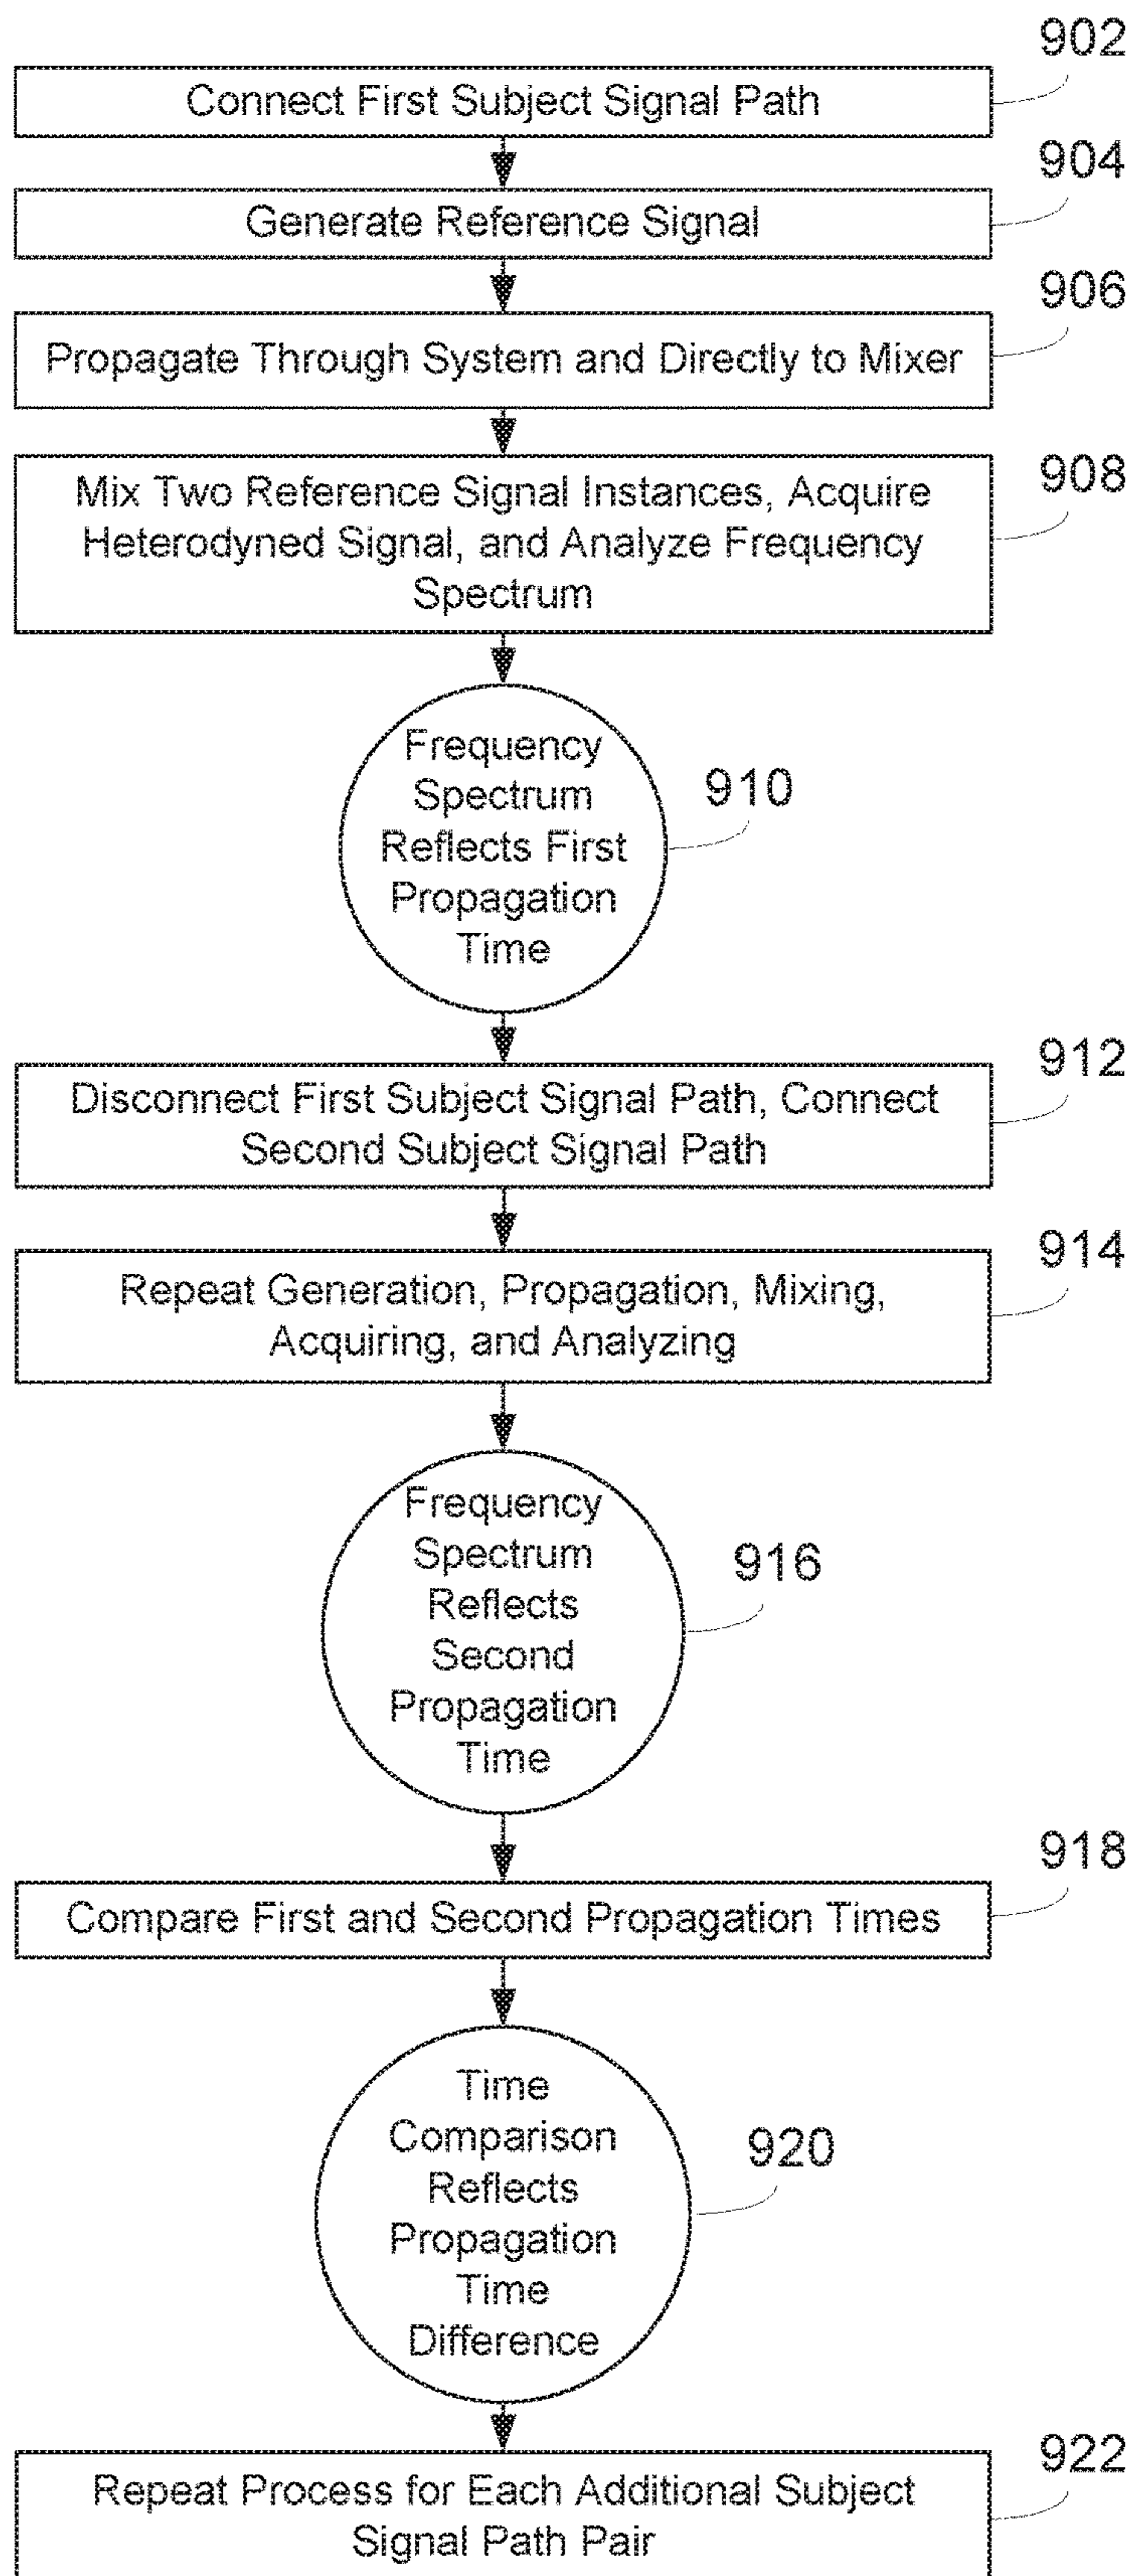 902
Connect First Subject Signal Path
904
Generate Reference Signal
906
Propagate Through System and Directly to Mixer
908
Mix Two Reference Signal Instances, Acquire
Heterodyned Signal, and Analyze Frequency
Spectrum
Frequency
Spectrum
Reflects First
Propagation
Time
910
912
Disconnect First Subject Signal Path, Connect
Second Subject Signal Path
914
Repeat Generation, Propagation, Mixing,
Acquiring, and Analyzing
Frequency
Spectrum
Reflects
Second
Propagation
Time
916
918
Compare First and Second Propagation Times
Time
Comparison
Reflects
Propagation
Time
Difference
920
922
Repeat Process for Each Additional Subject
Signal Path Pair